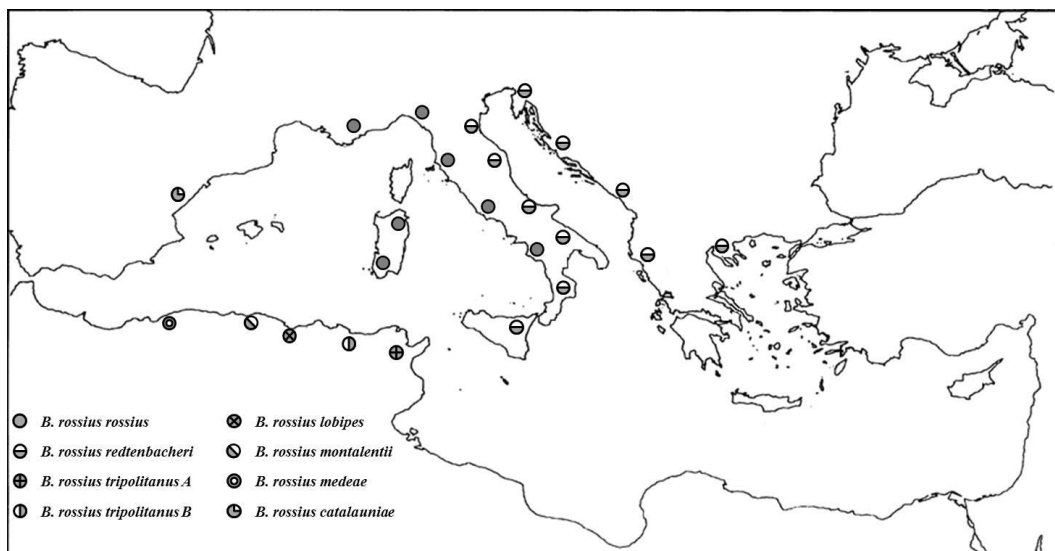 B. rossius rossius
B. rossius redtenbacheri
B. rossius tripolitanus A
B. rossius tripolitanus B
B. rossius lobipes
B. rossius montalentii
B. rossius medeae
B. rossius catalauniae